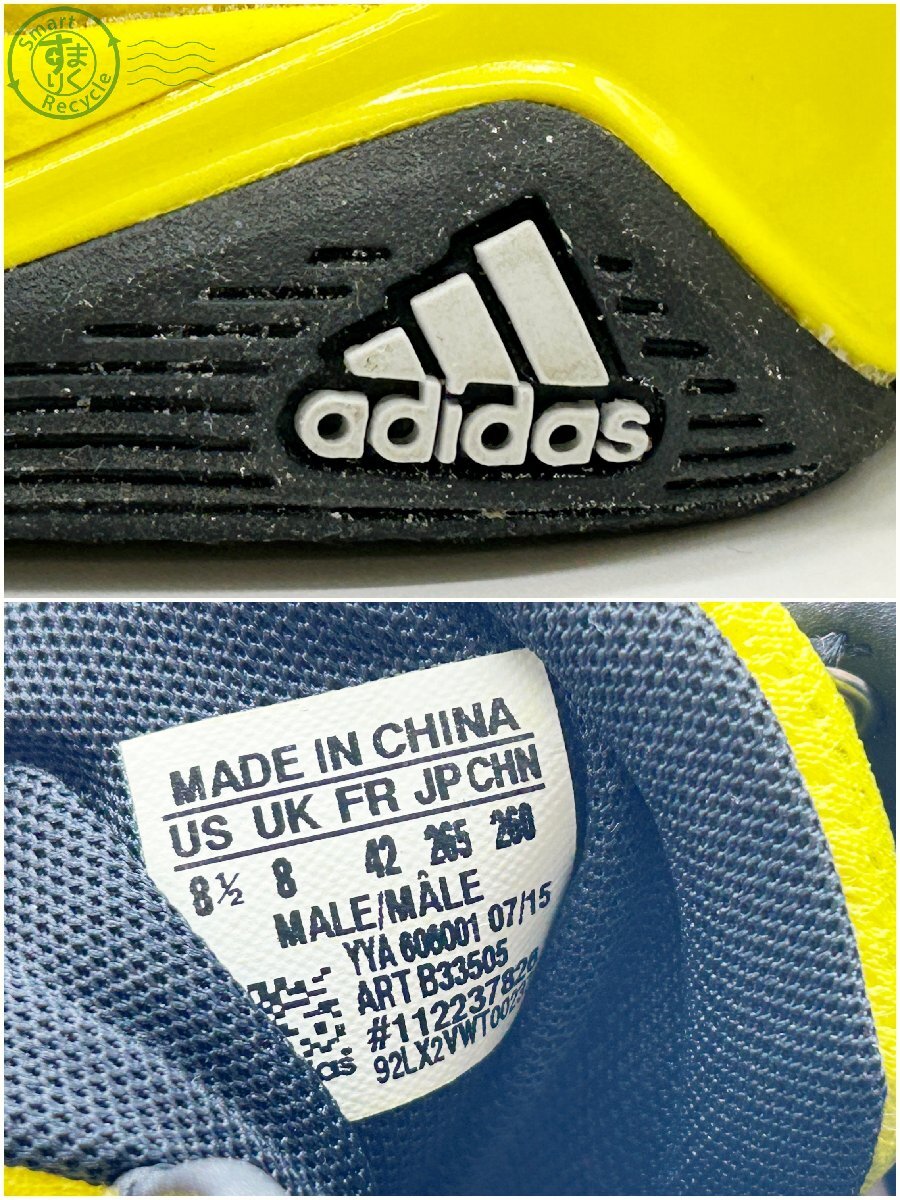 Smart
すまりく
Recycle
adidas
MADE IN CHINA
US UK FR JP CHN
8½ 8 42 265 260
MALE/MÂLE
YYA 606001 07/15
ART B33505
#112237828
92LX2VWT0023